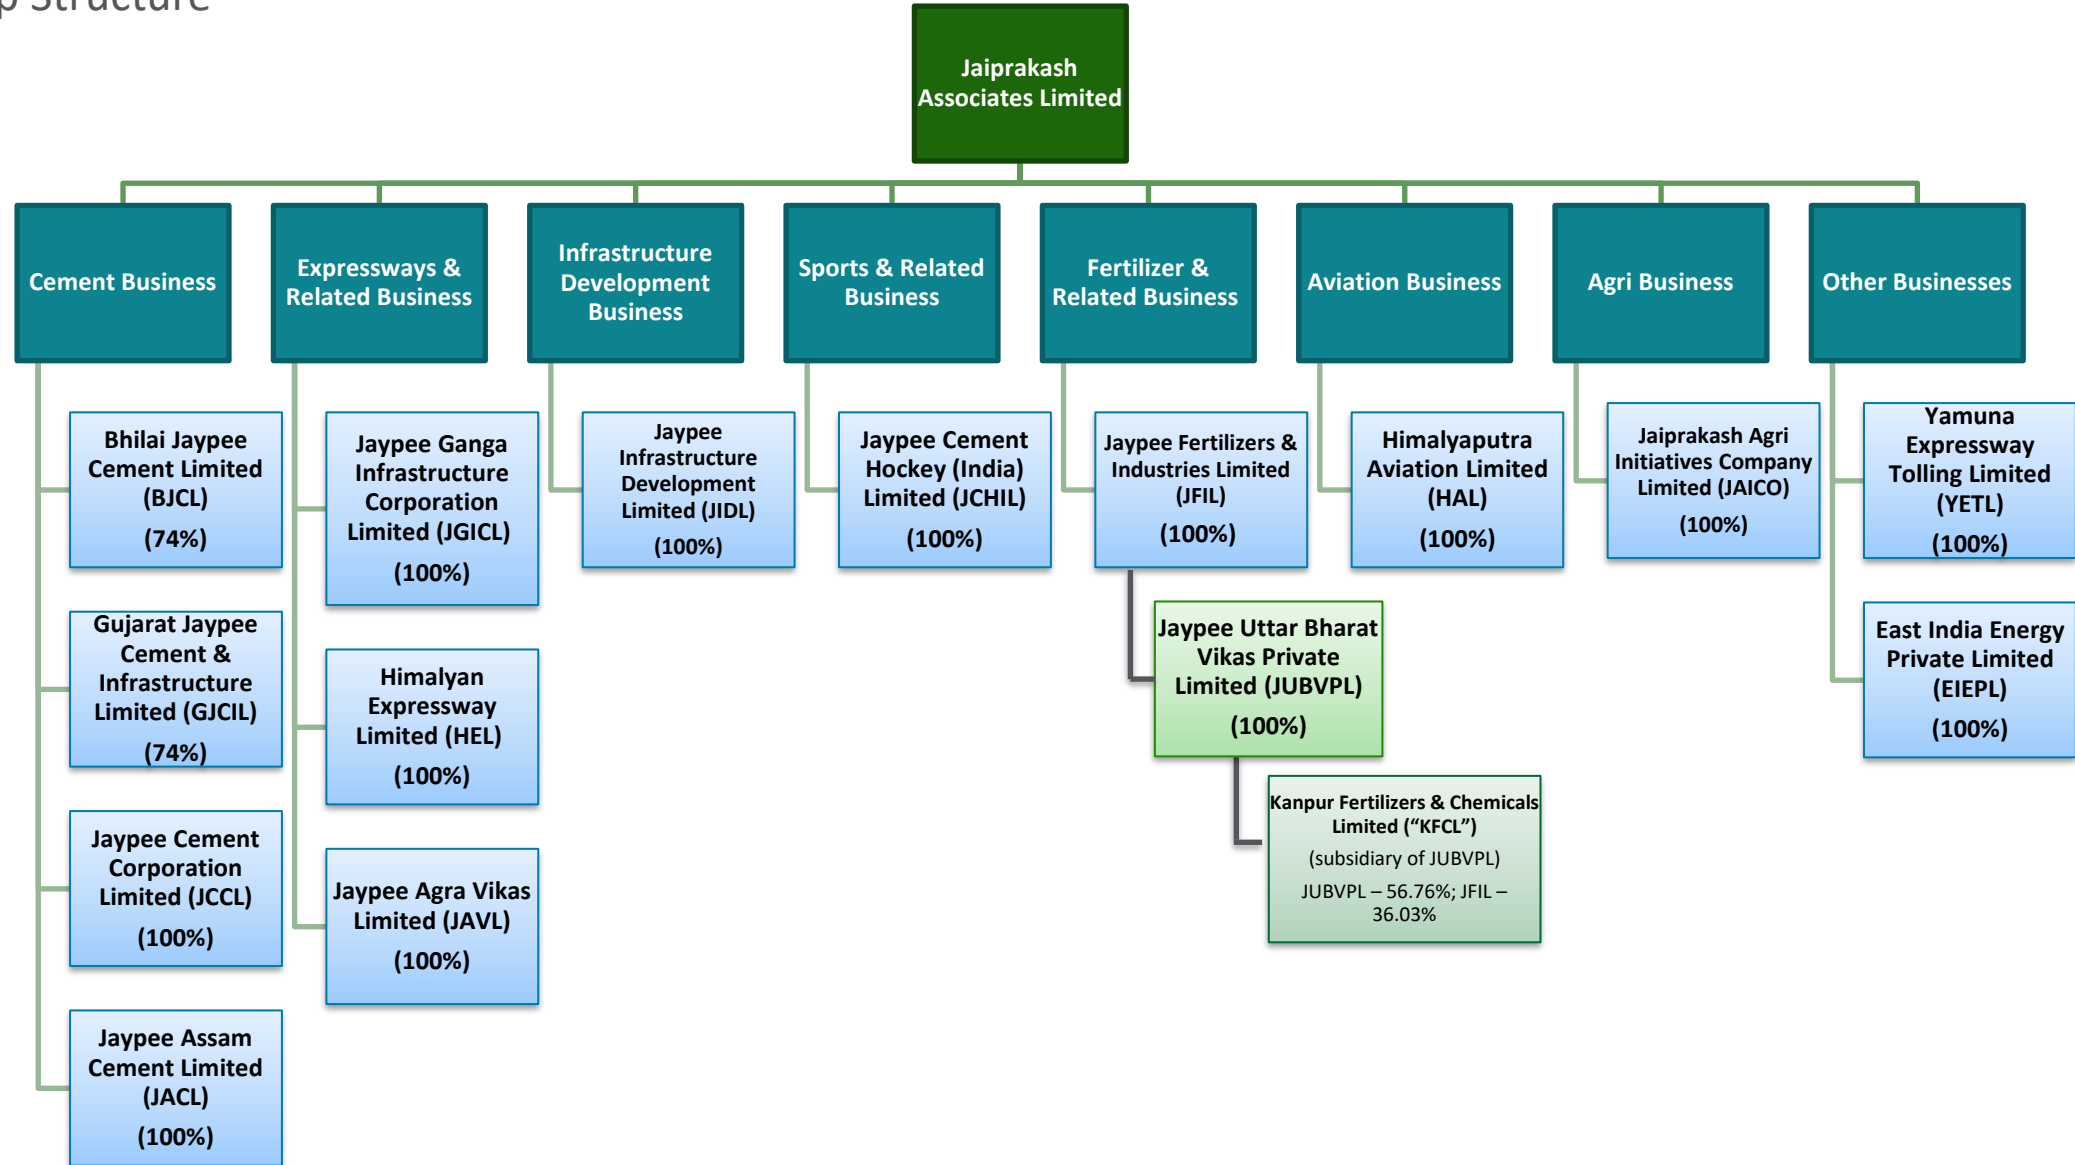 Structure
Jaiprakash
Associates Limited
Cement Business
Expressways &
Related Business
Infrastructure
Development
Business
Sports & Related
Business
Fertilizer &
Related Business
Aviation Business
Agri Business
Other Businesses
Bhilai Jaypee
Cement Limited
(BJCL)
(74%)
Gujarat Jaypee
Cement &
Infrastructure
Limited (GJCIL)
(74%)
Jaypee Cement
Corporation
Limited (JCCL)
(100%)
Jaypee Assam
Cement Limited
(JACL)
(100%)
Jaypee Ganga
Infrastructure
Corporation
Limited (JGICL)
(100%)
Himalyan
Expressway
Limited (HEL)
(100%)
Jaypee Agra Vikas
Limited (JAVL)
(100%)
Jaypee
Infrastructure
Development
Limited (JIDL)
(100%)
Jaypee Cement
Hockey (India)
Limited (JCHIL)
(100%)
Jaypee Fertilizers &
Industries Limited
(JFIL)
(100%)
Jaypee Uttar Bharat
Vikas Private
Limited (JUBVPL)
(100%)
Kanpur Fertilizers & Chemicals
Limited (“KFCL”)
(subsidiary of JUBVPL)
JUBVPL – 56.76%; JFIL –
36.03%
Himalyaputra
Aviation Limited
(HAL)
(100%)
Jaiprakash Agri
Initiatives Company
Limited (JAICO)
(100%)
Yamuna
Expressway
Tolling Limited
(YETL)
(100%)
East India Energy
Private Limited
(EIEPL)
(100%)